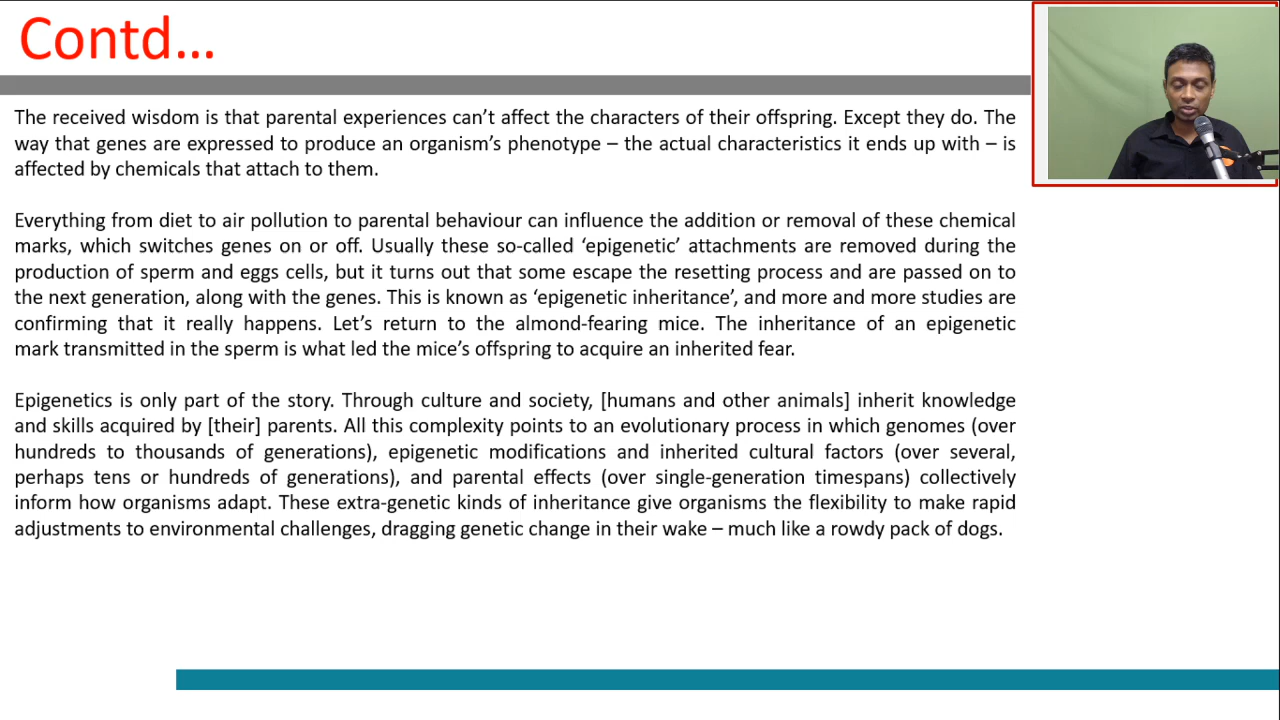 Contd...
The received wisdom is that parental experiences can’t affect the characters of their offspring. Except they do. The
way that genes are expressed to produce an organism’s phenotype – the actual characteristics it ends up with – is
affected by chemicals that attach to them.
Everything from diet to air pollution to parental behaviour can influence the addition or removal of these chemical
marks, which switches genes on or off. Usually these so-called ‘epigenetic’ attachments are removed during the
production of sperm and eggs cells, but it turns out that some escape the resetting process and are passed on to
the next generation, along with the genes. This is known as ‘epigenetic inheritance’, and more and more studies are
confirming that it really happens. Let’s return to the almond-fearing mice. The inheritance of an epigenetic
mark transmitted in the sperm is what led the mice’s offspring to acquire an inherited fear.
Epigenetics is only part of the story. Through culture and society, [humans and other animals] inherit knowledge
and skills acquired by [their] parents. All this complexity points to an evolutionary process in which genomes (over
hundreds to thousands of generations), epigenetic modifications and inherited cultural factors (over several,
perhaps tens or hundreds of generations), and parental effects (over single-generation timespans) collectively
inform how organisms adapt. These extra-genetic kinds of inheritance give organisms the flexibility to make rapid
adjustments to environmental challenges, dragging genetic change in their wake – much like a rowdy pack of dogs.